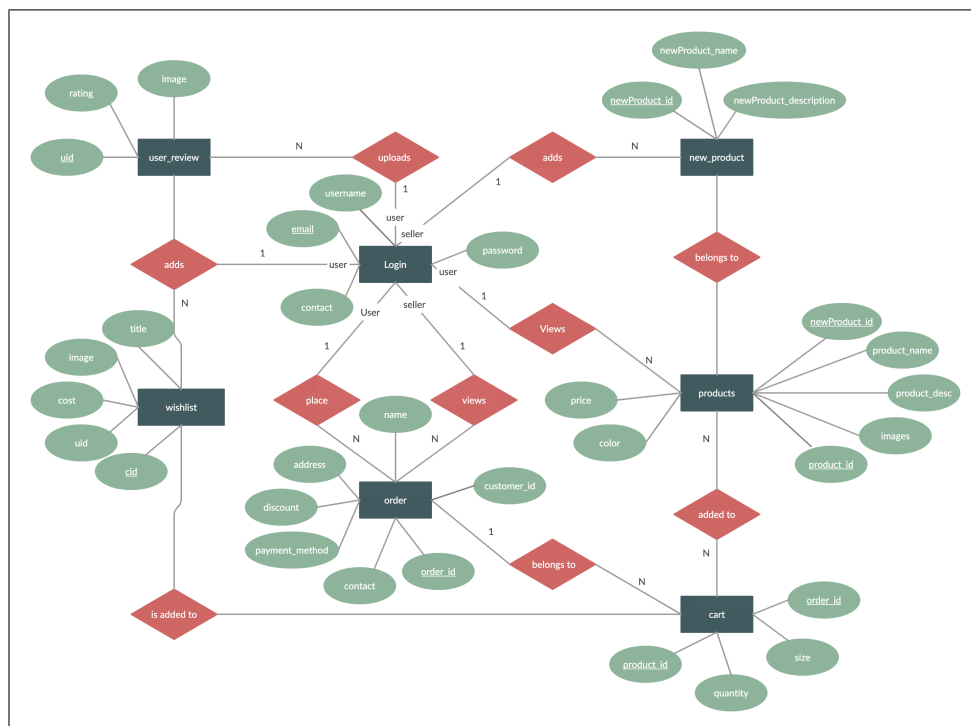 newProduct_name
image
rating
newProduct_id
newProduct_description
N
N
uid
user_review
uploads
adds
new_product
1
1
username
user
email
seller
password
adds
1
user
Login
user
belongs to
contact
User
seller
1
N
title
newProduct_id
Views
image
1
1
N
product_name
cost
wishlist
place
name
views
price
products
product_desc
uid
N
N
color
N
images
cid
address
customer_id
product_id
discount
order
added to
1
payment_method
N
contact
order_id
belongs to
N
is added to
cart
order_id
product_id
size
quantity